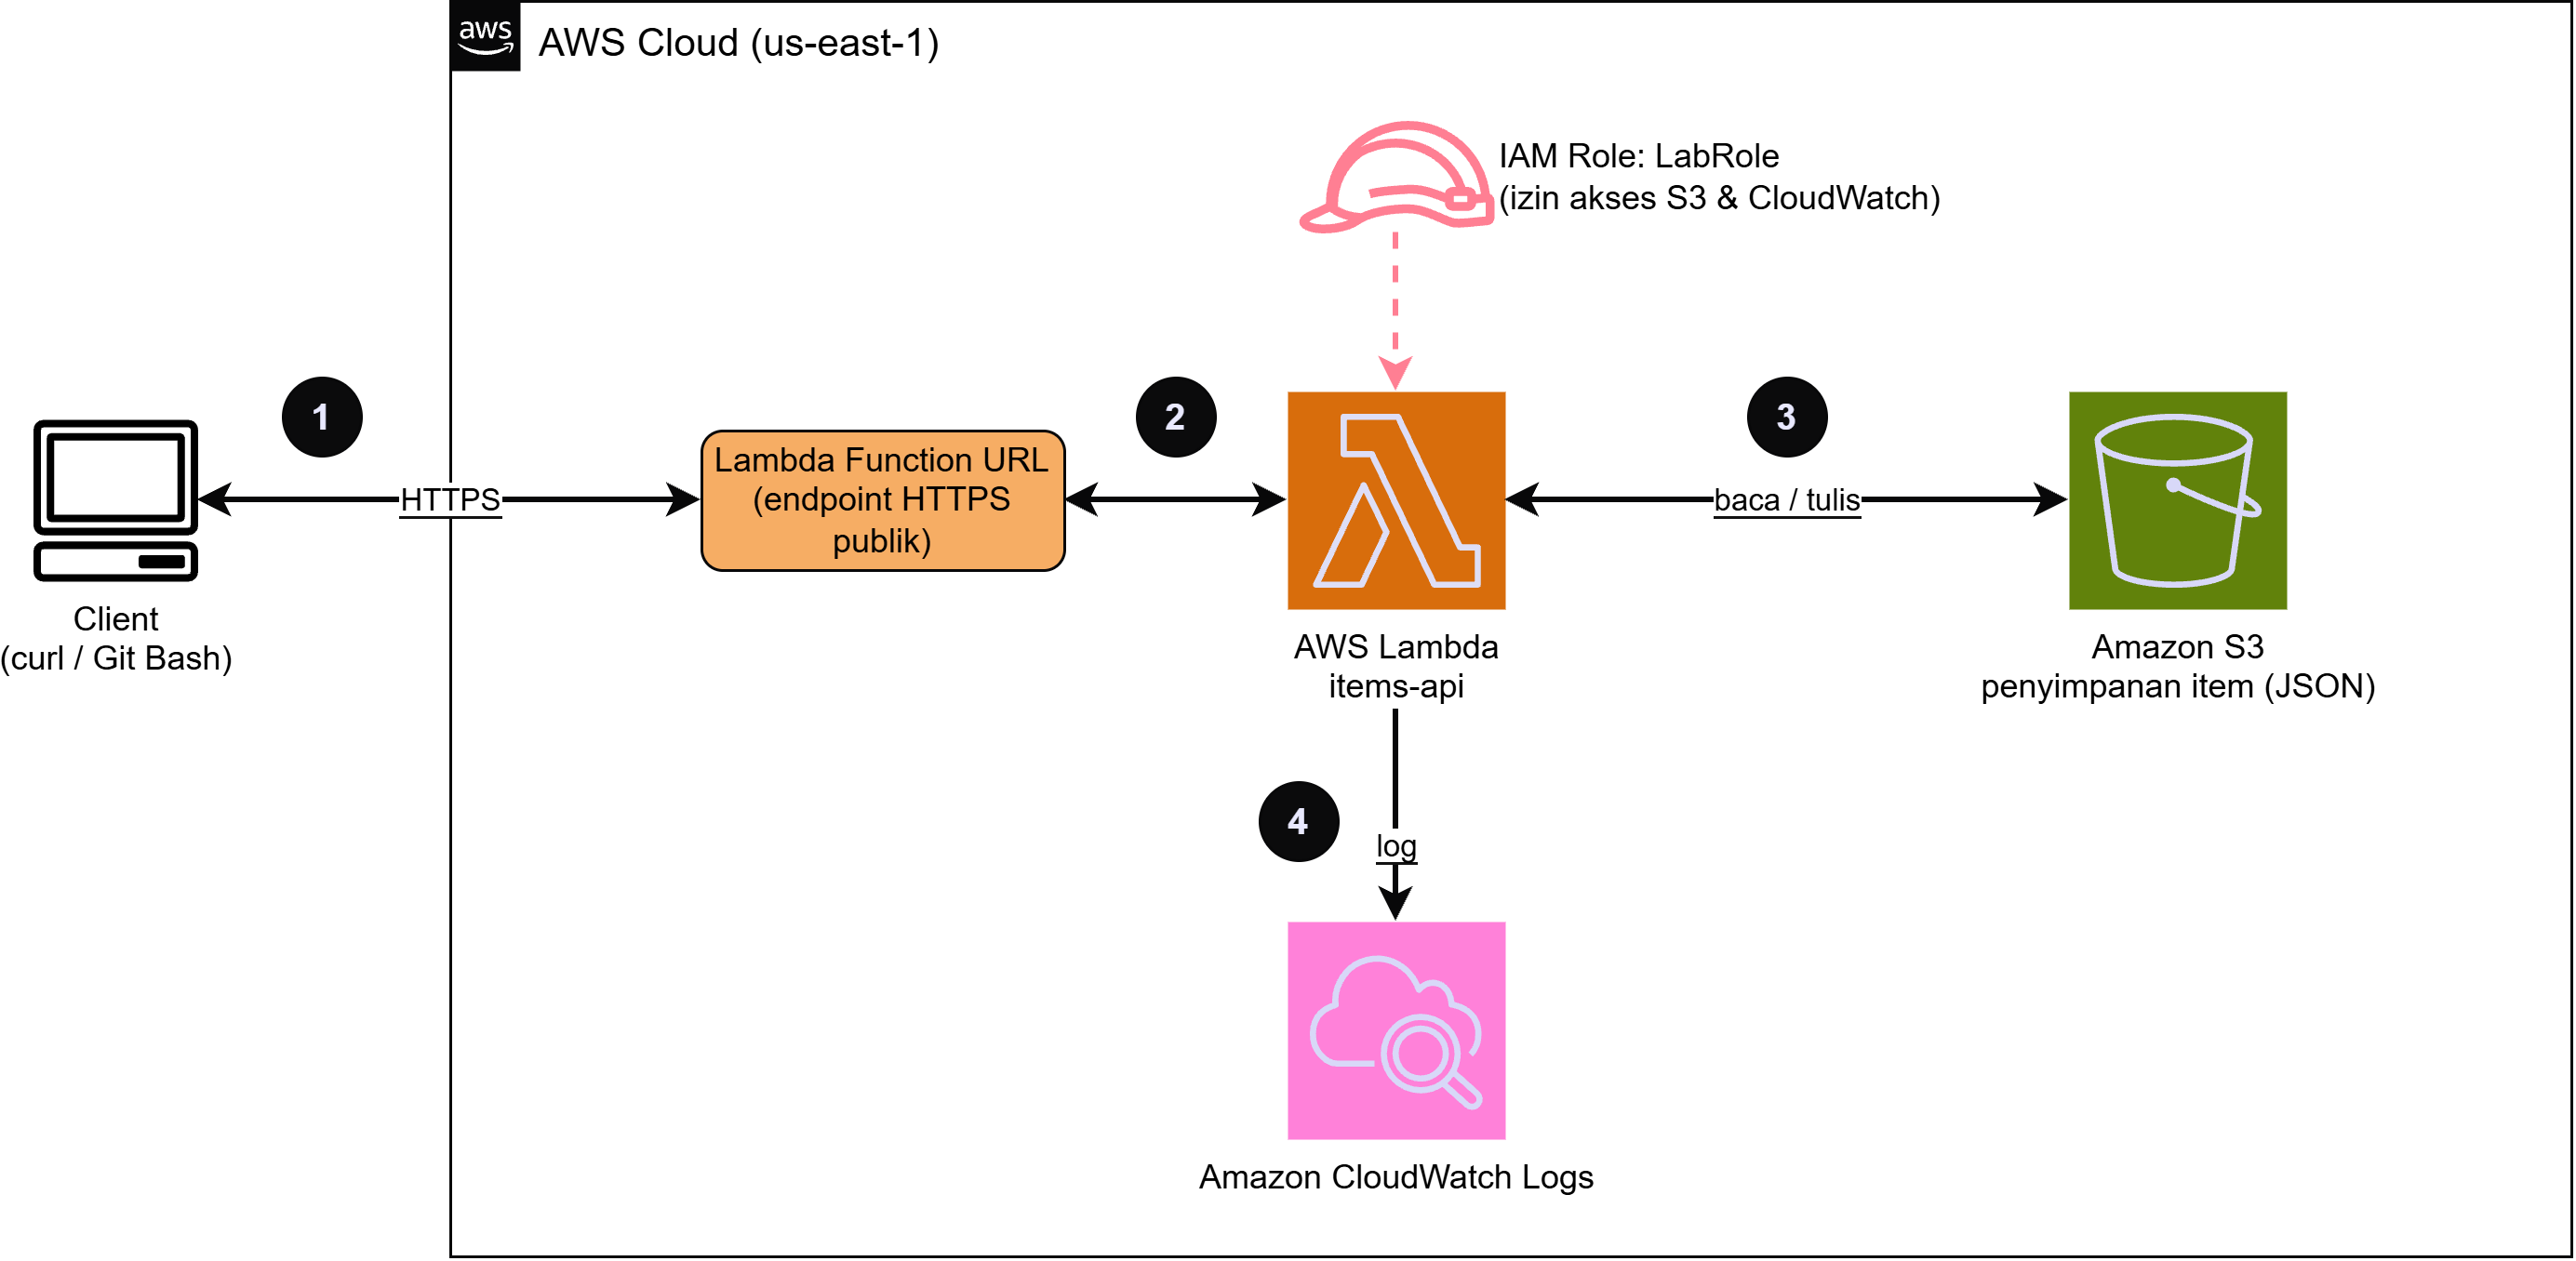 aws
AWS Cloud (us-east-1)
IAM Role: LabRole
(izin akses S3 & CloudWatch)
1
2
3
HTTPS
Lambda Function URL
(endpoint HTTPS
publik)
baca / tulis
Client
(curl / Git Bash)
AWS Lambda
items-api
Amazon S3
penyimpanan item (JSON)
4
log
Amazon CloudWatch Logs